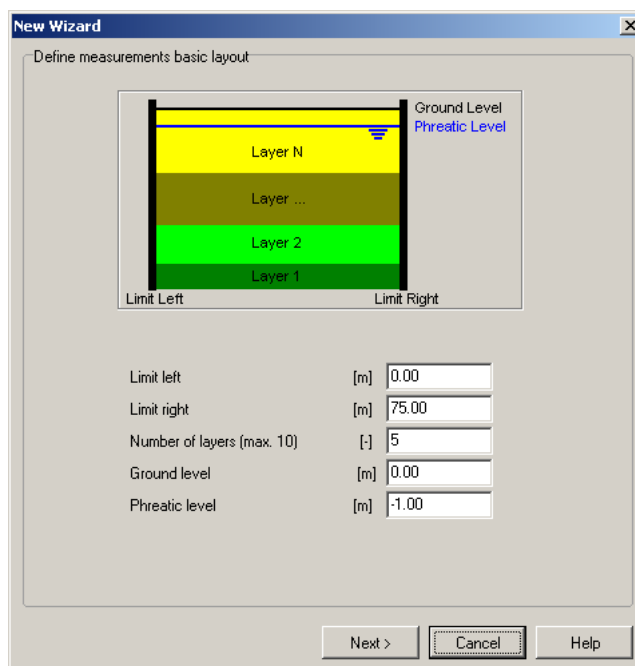 New Wizard
Define measurements basic layout
Ground Level
Phreatic Level
Layer N
Layer ...
Layer 2
Layer 1
Limit Left Limit Right
Limit left [m] 0.00
Limit right [m] 75.00
Number of layers (max. 10) [-] 5
Ground level [m] 0.00
Phreatic level [m] -1.00
Next > Cancel Help